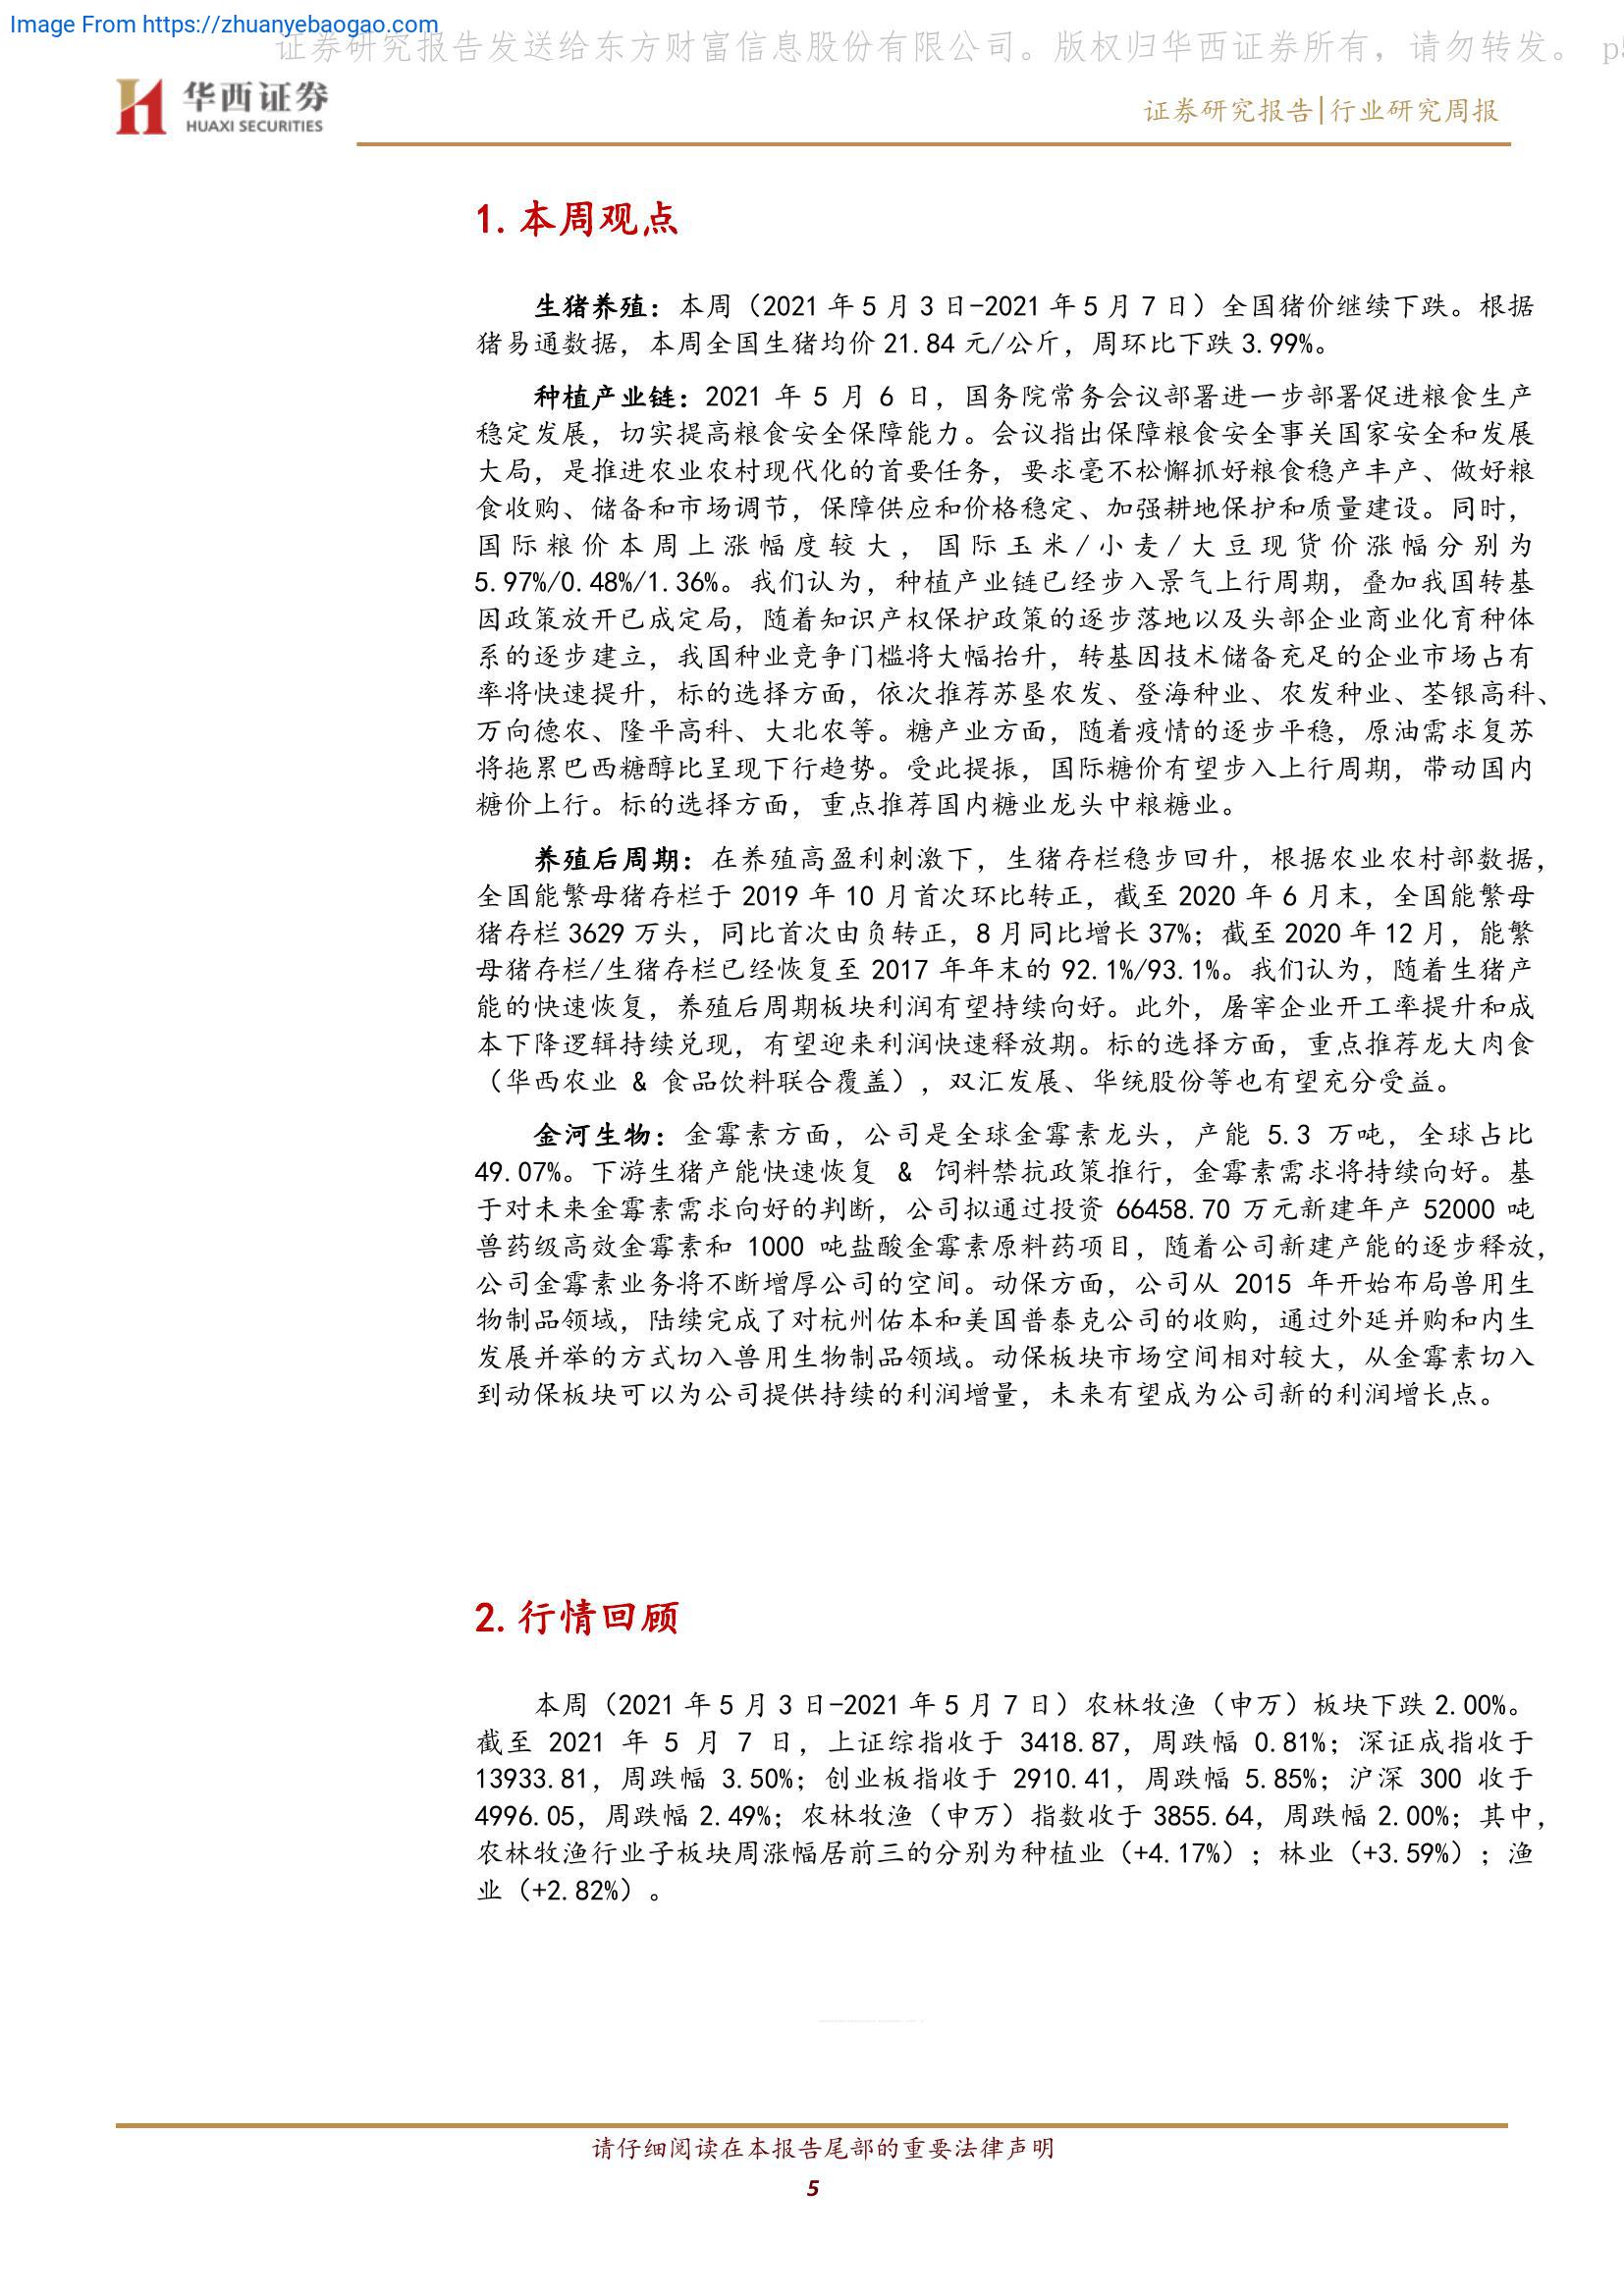 Image From https://zhuanyebaogao.com
证券研究报告发送给东方财富信息股份有限公司。版权归华西证券所有，请勿转发。 p
华西证券
HUAXI SECURITIES
证券研究报告|行业研究周报
1. 本周观点
生猪养殖：本周（2021 年 5 月 3 日-2021 年 5 月 7 日）全国猪价继续下跌。根据
猪易通数据，本周全国生猪均价 21.84 元/公斤，周环比下跌 3.99%。
种植产业链：2021 年 5 月 6 日，国务院常务会议部署进一步部署促进粮食生产
稳定发展，切实提高粮食安全保障能力。会议指出保障粮食安全事关国家安全和发展
大局，是推进农业农村现代化的首要任务，要求毫不松懈抓好粮食稳产丰产、做好粮
食收购、储备和市场调节，保障供应和价格稳定、加强耕地保护和质量建设。同时，
国际粮价本周上涨幅度较大，国际玉米/小麦/大豆现货价涨幅分别为
5.97%/0.48%/1.36%。我们认为，种植产业链已经步入景气上行周期，叠加我国转基
因政策放开已成定局，随着知识产权保护政策的逐步落地以及头部企业商业化育种体
系的逐步建立，我国种业竞争门槛将大幅抬升，转基因技术储备充足的企业市场占有
率将快速提升，标的选择方面，依次推荐苏垦农发、登海种业、农发种业、荃银高科、
万向德农、隆平高科、大北农等。糖产业方面，随着疫情的逐步平稳，原油需求复苏
将拖累巴西糖醇比呈现下行趋势。受此提振，国际糖价有望步入上行周期，带动国内
糖价上行。标的选择方面，重点推荐国内糖业龙头中粮糖业。
养殖后周期：在养殖高盈利刺激下，生猪存栏稳步回升，根据农业农村部数据，
全国能繁母猪存栏于 2019 年 10 月首次环比转正，截至 2020 年 6 月末，全国能繁母
猪存栏 3629 万头，同比首次由负转正，8 月同比增长 37%；截至 2020 年 12 月，能繁
母猪存栏/生猪存栏已经恢复至 2017 年年末的 92.1%/93.1%。我们认为，随着生猪产
能的快速恢复，养殖后周期板块利润有望持续向好。此外，屠宰企业开工率提升和成
本下降逻辑持续兑现，有望迎来利润快速释放期。标的选择方面，重点推荐龙大肉食
（华西农业 & 食品饮料联合覆盖），双汇发展、华统股份等也有望充分受益。
金河生物：金霉素方面，公司是全球金霉素龙头，产能 5.3 万吨，全球占比
49.07%。下游生猪产能快速恢复 & 饲料禁抗政策推行，金霉素需求将持续向好。基
于对未来金霉素需求向好的判断，公司拟通过投资 66458.70 万元新建年产 52000 吨
兽药级高效金霉素和 1000 吨盐酸金霉素原料药项目，随着公司新建产能的逐步释放，
公司金霉素业务将不断增厚公司的空间。动保方面，公司从 2015 年开始布局兽用生
物制品领域，陆续完成了对杭州佑本和美国普泰克公司的收购，通过外延并购和内生
发展并举的方式切入兽用生物制品领域。动保板块市场空间相对较大，从金霉素切入
到动保板块可以为公司提供持续的利润增量，未来有望成为公司新的利润增长点。
2. 行情回顾
本周（2021 年 5 月 3 日-2021 年 5 月 7 日）农林牧渔（申万）板块下跌 2.00%。
截至 2021 年 5 月 7 日，上证综指收于 3418.87，周跌幅 0.81%；深证成指收于
13933.81，周跌幅 3.50%；创业板指收于 2910.41，周跌幅 5.85%；沪深 300 收于
4996.05，周跌幅 2.49%；农林牧渔（申万）指数收于 3855.64，周跌幅 2.00%；其中，
农林牧渔行业子板块周涨幅居前三的分别为种植业（+4.17%）；林业（+3.59%）；渔
业（+2.82%）。
请仔细阅读在本报告尾部的重要法律声明
5